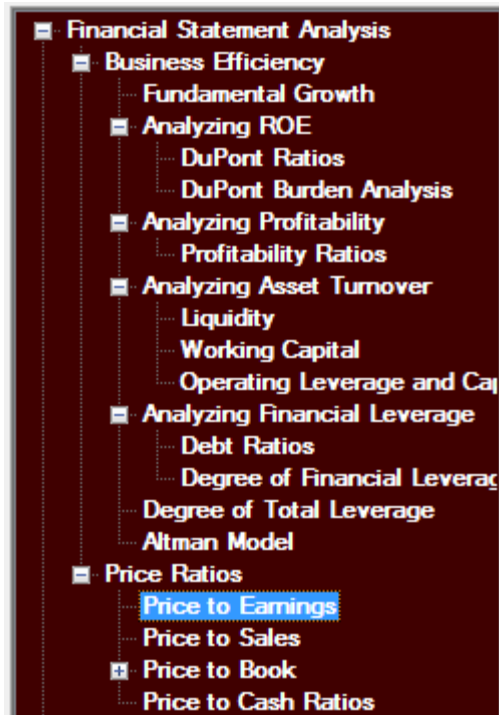 Financial Statement Analysis
Business Efficiency
Fundamental Growth
Analyzing ROE
DuPont Ratios
DuPont Burden Analysis
Analyzing Profitability
Profitability Ratios
Analyzing Asset Turnover
Liquidity
Working Capital
Operating Leverage and Cap
Analyzing Financial Leverage
Debt Ratios
Degree of Financial Leverag
Degree of Total Leverage
Altman Model
Price Ratios
Price to Earnings
Price to Sales
Price to Book
Price to Cash Ratios